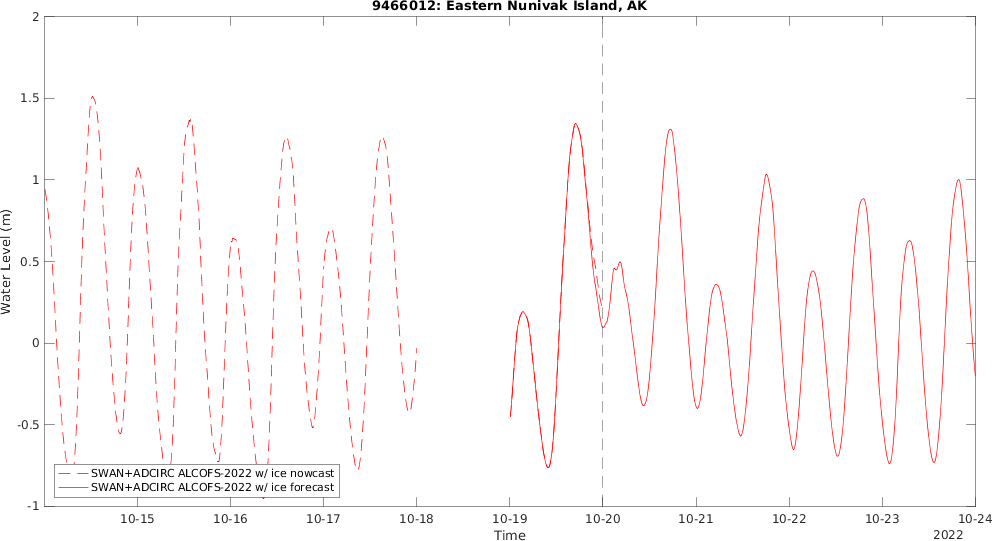 9466012: Eastern Nunivak Island, AK
Water Level (m)
2
1.5
1
0.5
0
-0.5
-1
SWAN+ADCIRC ALCOFS-2022 w/ ice nowcast
SWAN+ADCIRC ALCOFS-2022 w/ ice forecast
10-15 10-16 10-17 10-18 10-19 10-20 10-21 10-22 10-23 10-24
Time
2022